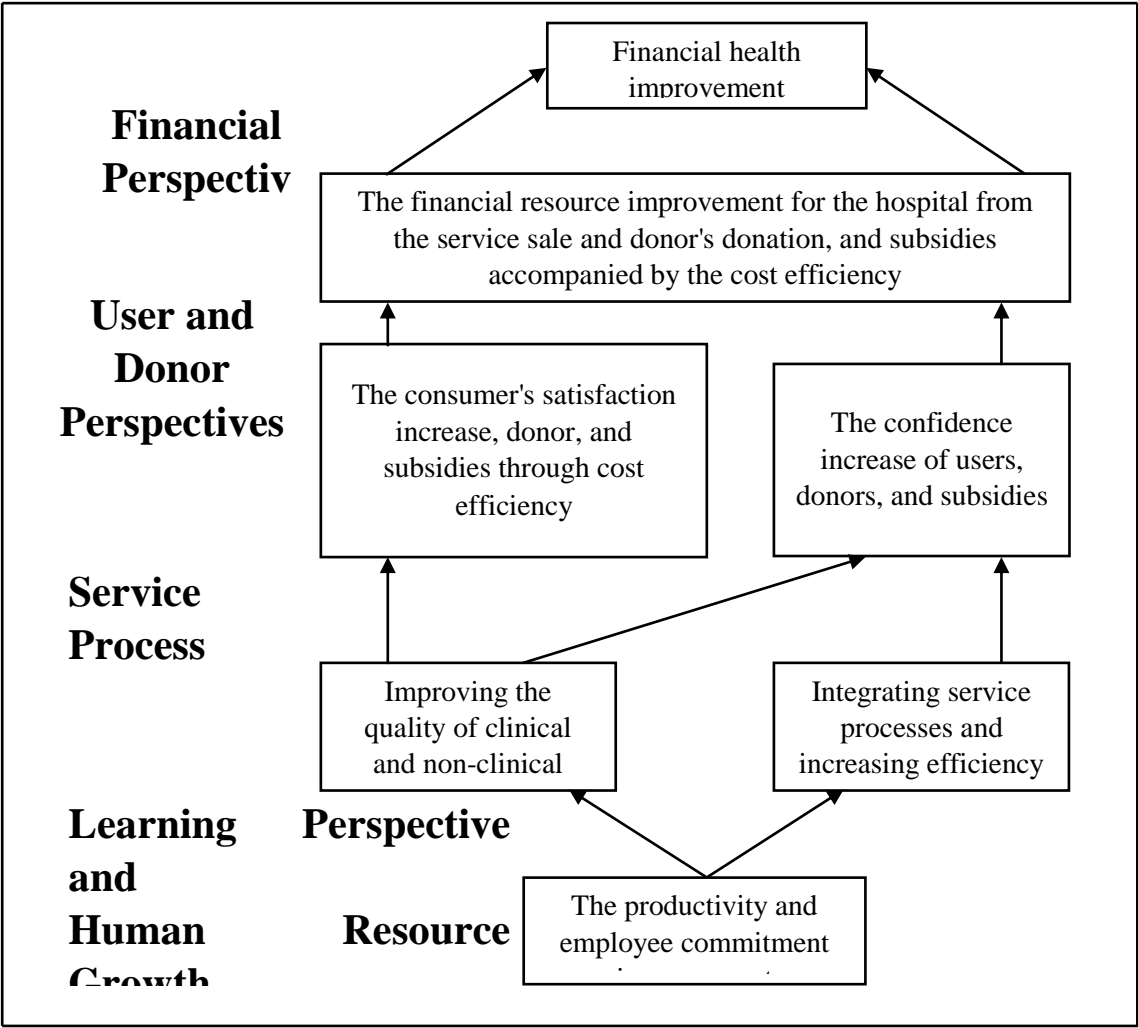 Financial health
improvement
Financial
Perspectiv
The financial resource improvement for the hospital from
the service sale and donor's donation, and subsidies
accompanied by the cost efficiency
User and
Donor
Perspectives
The consumer's satisfaction
increase, donor, and
subsidies through cost
efficiency
The confidence
increase of users,
donors, and subsidies
Service
Process
Improving the
quality of clinical
and non-clinical
Integrating service
processes and
increasing efficiency
Learning Perspective
and
Human Resource
Growth
The productivity and
employee commitment